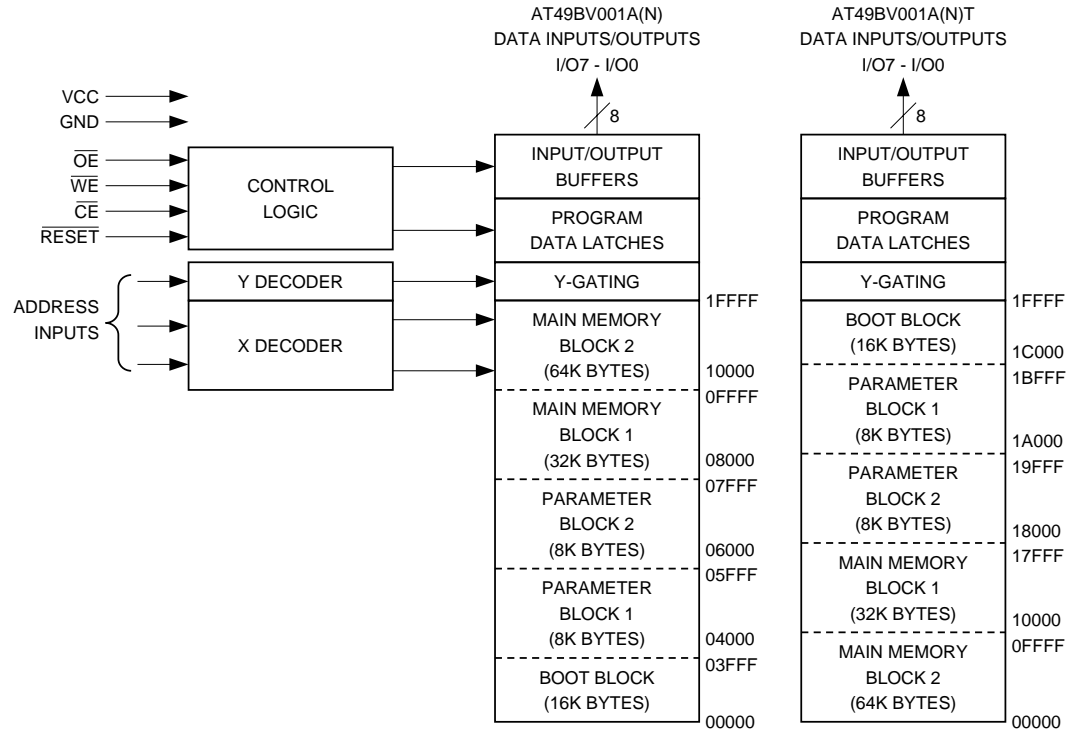 AT49BV001A(N)
DATA INPUTS/OUTPUTS
I/O7 - I/O0
8
AT49BV001A(N)T
DATA INPUTS/OUTPUTS
I/O7 - I/O0
8
VCC
GND
OE
WE
CE
RESET
CONTROL
LOGIC
ADDRESS
INPUTS
Y DECODER
X DECODER
INPUT/OUTPUT
BUFFERS
PROGRAM
DATA LATCHES
Y-GATING
1FFFF
MAIN MEMORY
BLOCK 2
(64K BYTES)
10000
0FFFF
MAIN MEMORY
BLOCK 1
(32K BYTES)
08000
07FFF
PARAMETER
BLOCK 2
(8K BYTES)
06000
05FFF
PARAMETER
BLOCK 1
(8K BYTES)
04000
03FFF
BOOT BLOCK
(16K BYTES)
00000
INPUT/OUTPUT
BUFFERS
PROGRAM
DATA LATCHES
Y-GATING
1FFFF
BOOT BLOCK
(16K BYTES)
1C000
1BFFF
PARAMETER
BLOCK 1
(8K BYTES)
1A000
19FFF
PARAMETER
BLOCK 2
(8K BYTES)
18000
17FFF
MAIN MEMORY
BLOCK 1
(32K BYTES)
10000
0FFFF
MAIN MEMORY
BLOCK 2
(64K BYTES)
00000